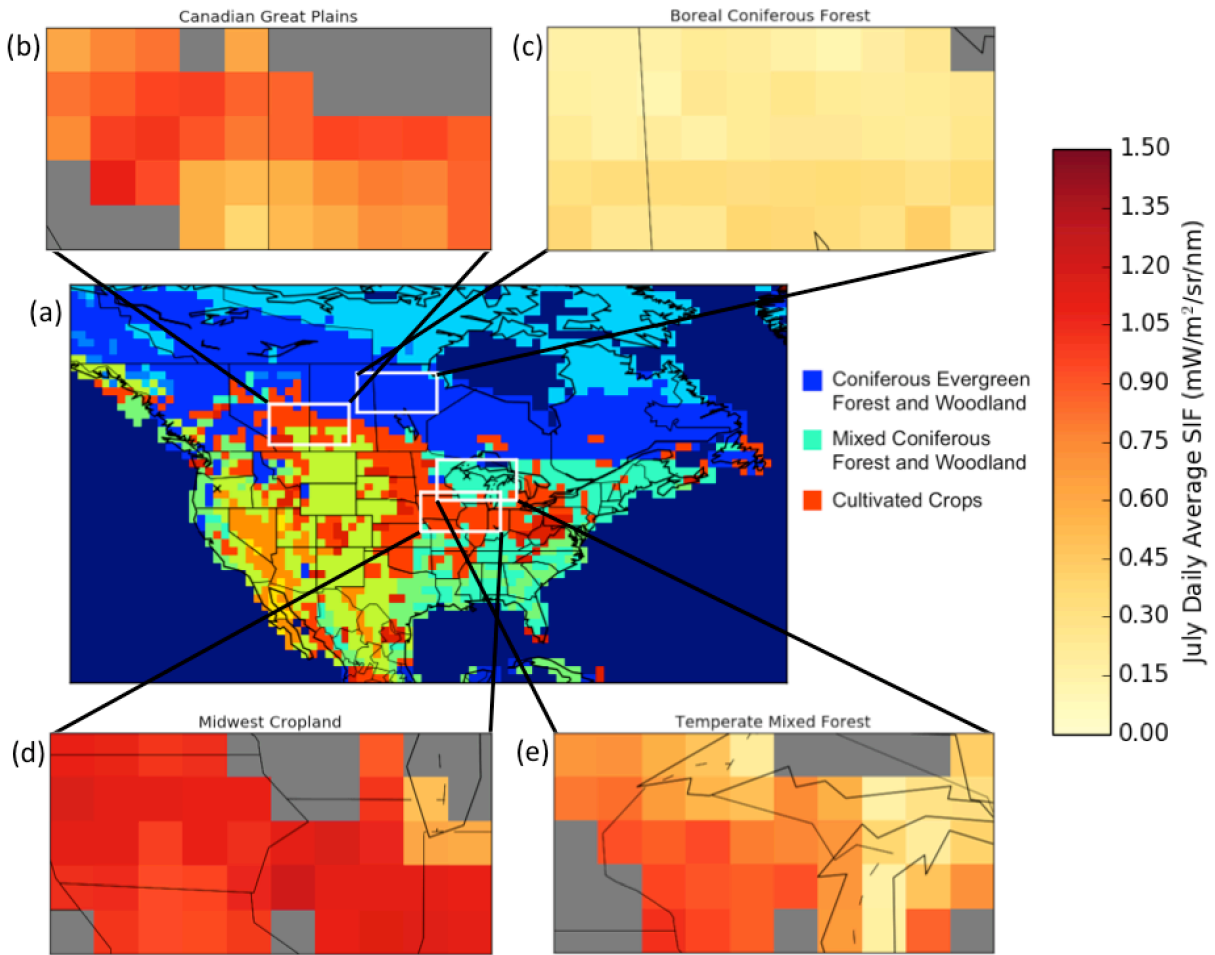 Canadian Great Plains
Boreal Coniferous Forest
(b)
(c)
(a)
1.50
1.35
1.20
1.05
0.90
0.75
0.60
0.45
0.30
0.15
0.00
July Daily Average SIF (mW/m²/sr/nm)
Coniferous Evergreen
Forest and Woodland
Mixed Coniferous
Forest and Woodland
Cultivated Crops
Midwest Cropland
Temperate Mixed Forest
(d)
(e)